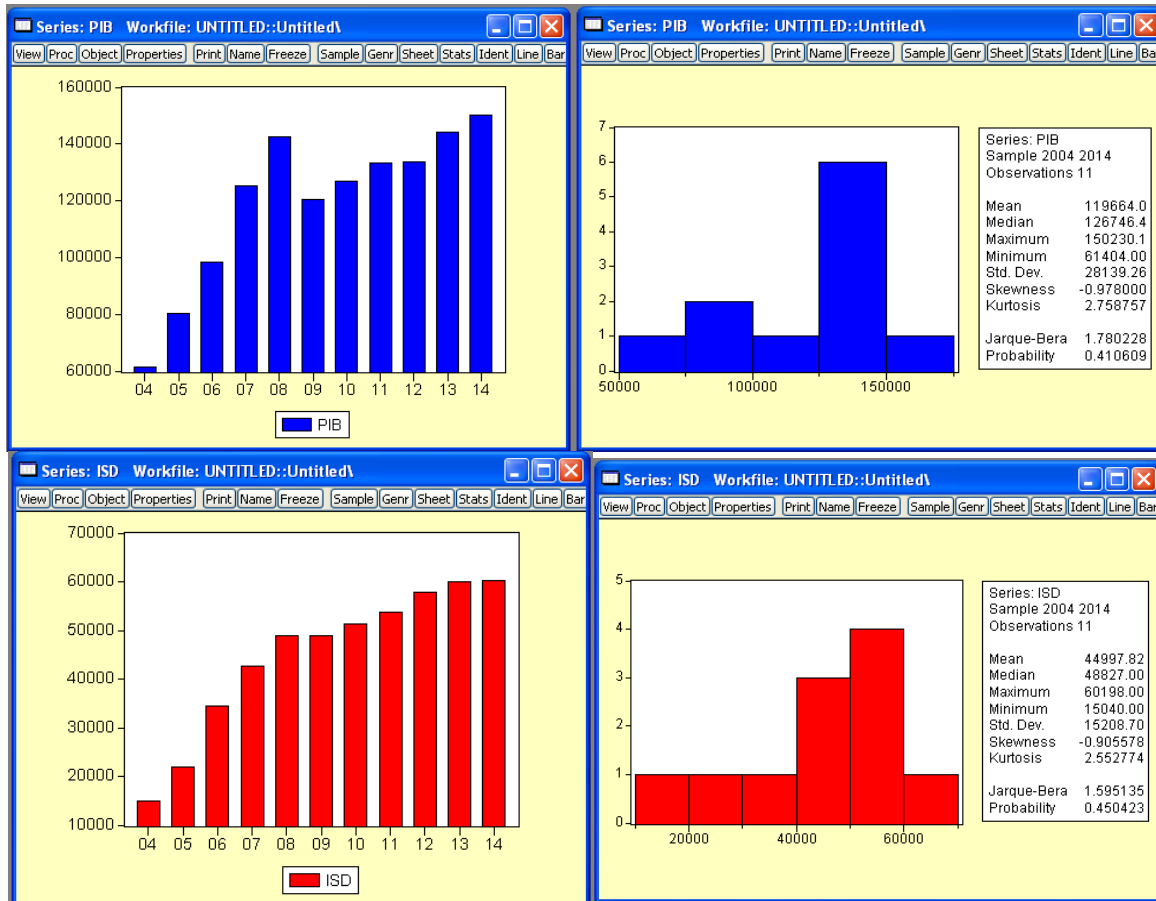 Series: PIB Workfile: UNTITLED::Untitled\
View Proc Object Properties Print Name Freeze Sample Genr Sheet Stats Ident Line Bar
160000
140000
120000
100000
80000
60000
04 05 06 07 08 09 10 11 12 13 14
PIB
Series: PIB Workfile: UNTITLED::Untitled\
View Proc Object Properties Print Name Freeze Sample Genr Sheet Stats Ident Line Ba
7
6
5
4
3
2
1
0
50000 100000 150000
Series: PIB
Sample 2004 2014
Observations 11
Mean 119664.0
Median 126746.4
Maximum 150230.1
Minimum 61404.00
Std. Dev. 28139.26
Skewness -0.978000
Kurtosis 2.758757
Jarque-Bera 1.780228
Probability 0.410609
Series: ISD Workfile: UNTITLED::Untitled\
View Proc Object Properties Print Name Freeze Sample Genr Sheet Stats Ident Line Bar
70000
60000
50000
40000
30000
20000
10000
04 05 06 07 08 09 10 11 12 13 14
ISD
Series: ISD Workfile: UNTITLED::Untitled\
View Proc Object Properties Print Name Freeze Sample Genr Sheet Stats Ident Line Bar
5
4
3
2
1
0
20000 40000 60000
Series: ISD
Sample 2004 2014
Observations 11
Mean 44997.82
Median 48827.00
Maximum 60198.00
Minimum 15040.00
Std. Dev. 15208.70
Skewness -0.905578
Kurtosis 2.552774
Jarque-Bera 1.595135
Probability 0.450423